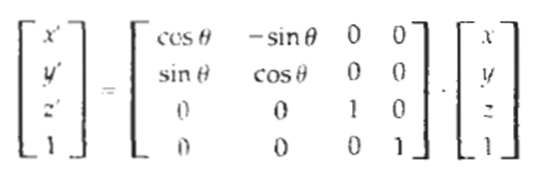 x' cos θ -sin θ 0 0 x
y' = sin θ cos θ 0 0 · y
z' 0 0 1 0 z
1 0 0 0 1 1